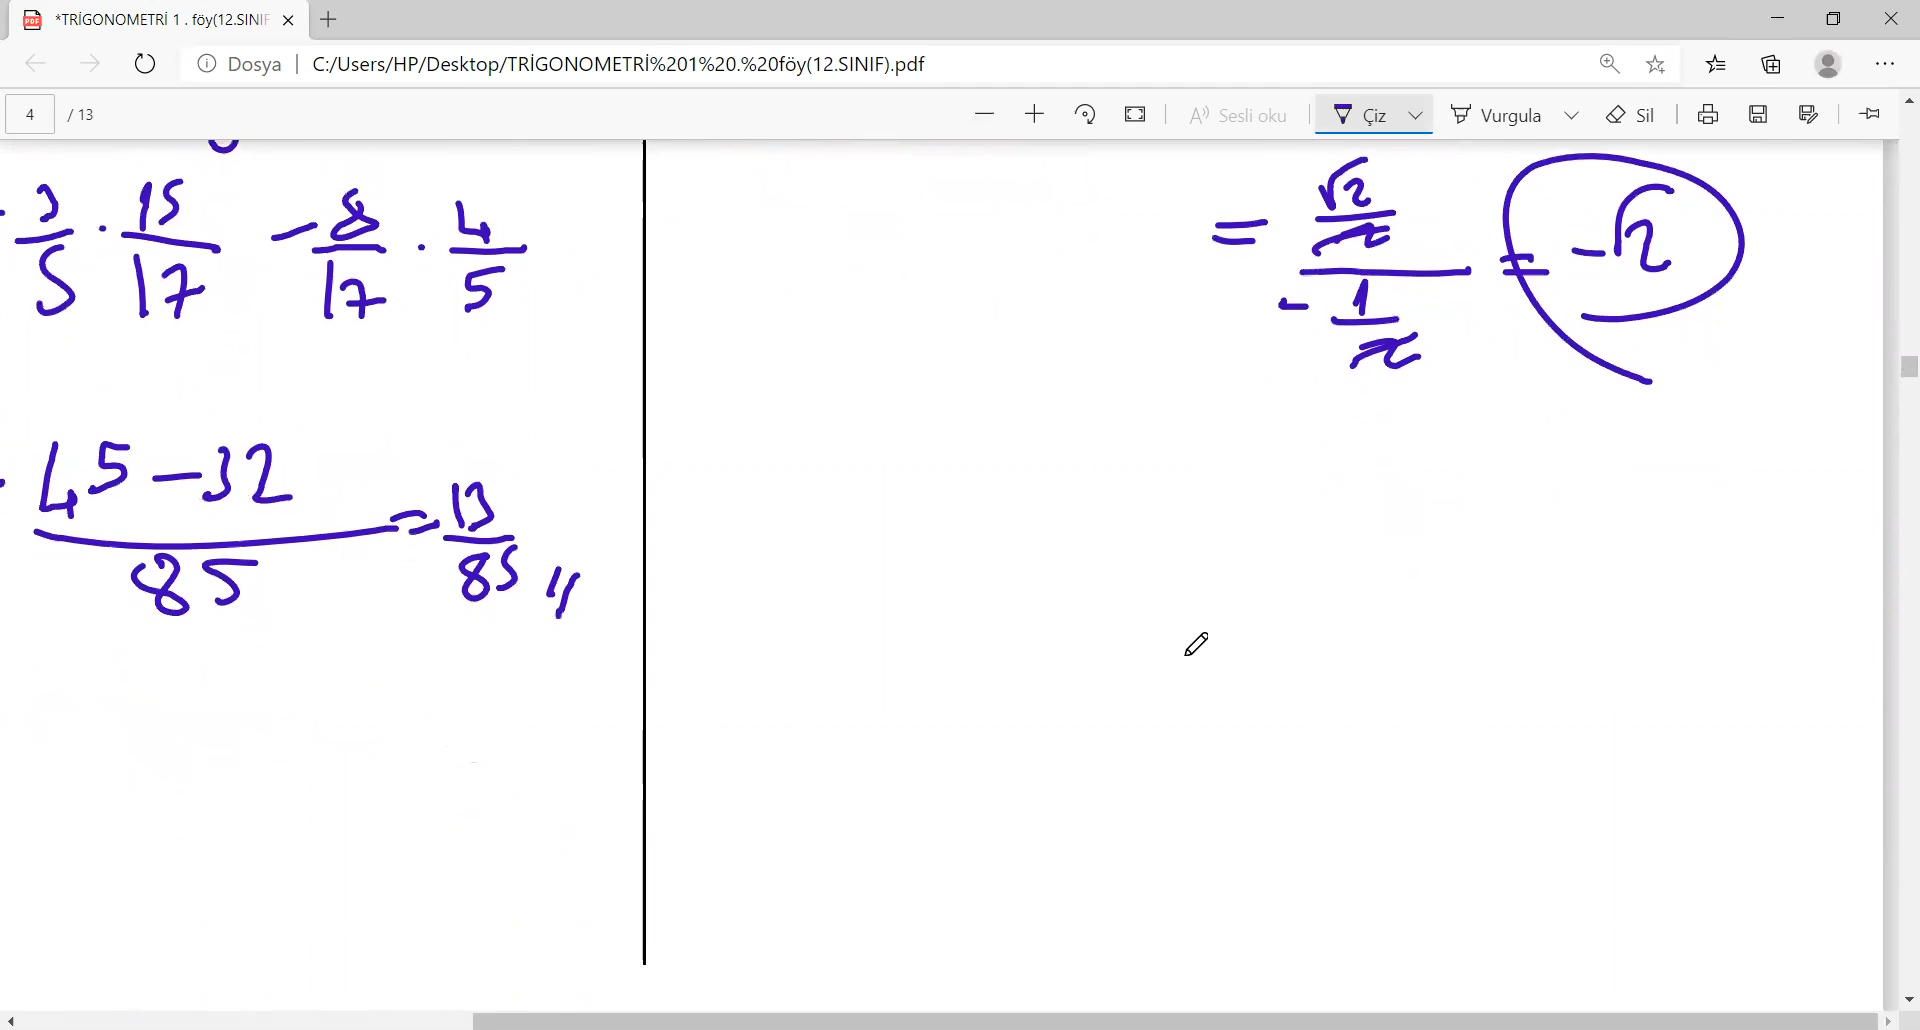 *TRİGONOMETRİ 1 . föy(12.SINIF
Dosya | C:/Users/HP/Desktop/TRİGONOMETRİ%201%20.%20föy(12.SINIF).pdf
4 / 13
Sesli oku
Çiz
Vurgula
Sil
3/5 · 15/17 - 8/17 · 4/5
(45 - 32)/85 = 13/85 //
= (√2/2)/(-1/2) = -√2